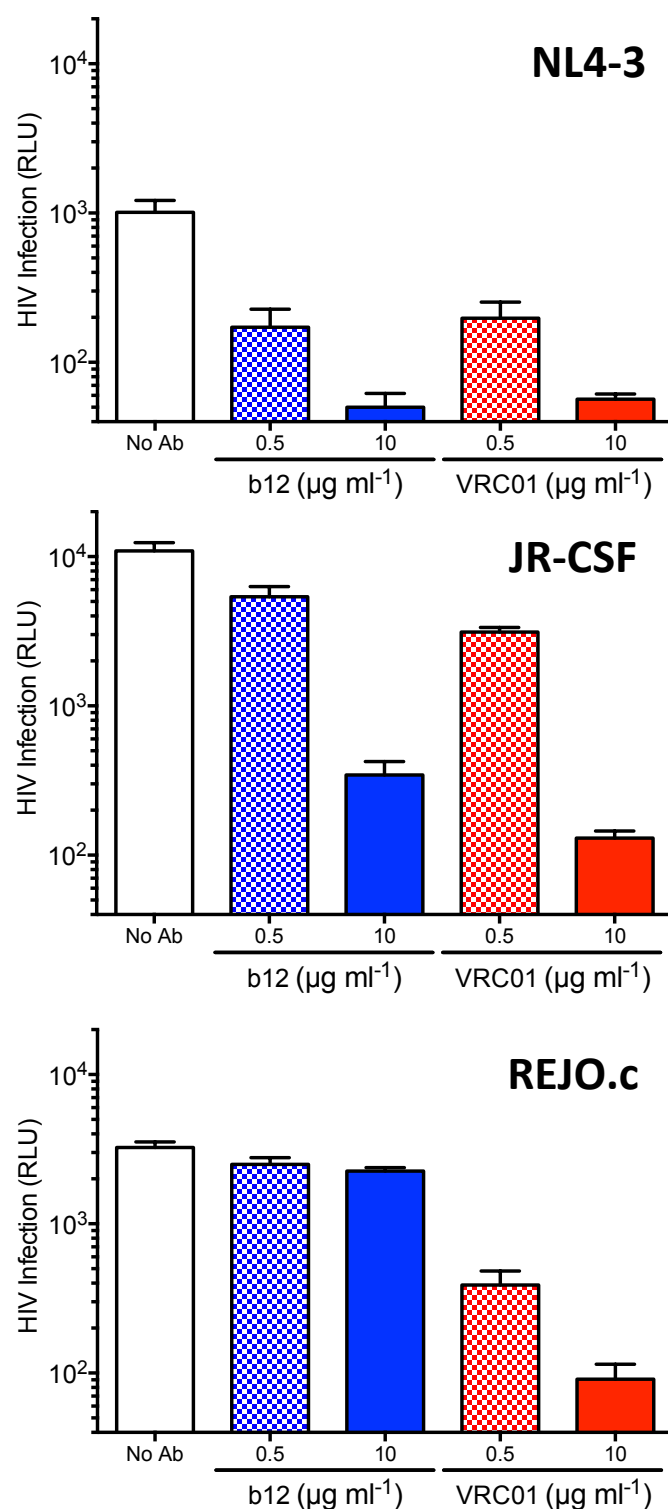 NL4-3
HIV Infection (RLU)
10⁴
10³
10²
No Ab 0.5 10 0.5 10
b12 (µg ml⁻¹) VRC01 (µg ml⁻¹)
JR-CSF
HIV Infection (RLU)
10⁴
10³
10²
No Ab 0.5 10 0.5 10
b12 (µg ml⁻¹) VRC01 (µg ml⁻¹)
REJO.c
HIV Infection (RLU)
10⁴
10³
10²
No Ab 0.5 10 0.5 10
b12 (µg ml⁻¹) VRC01 (µg ml⁻¹)